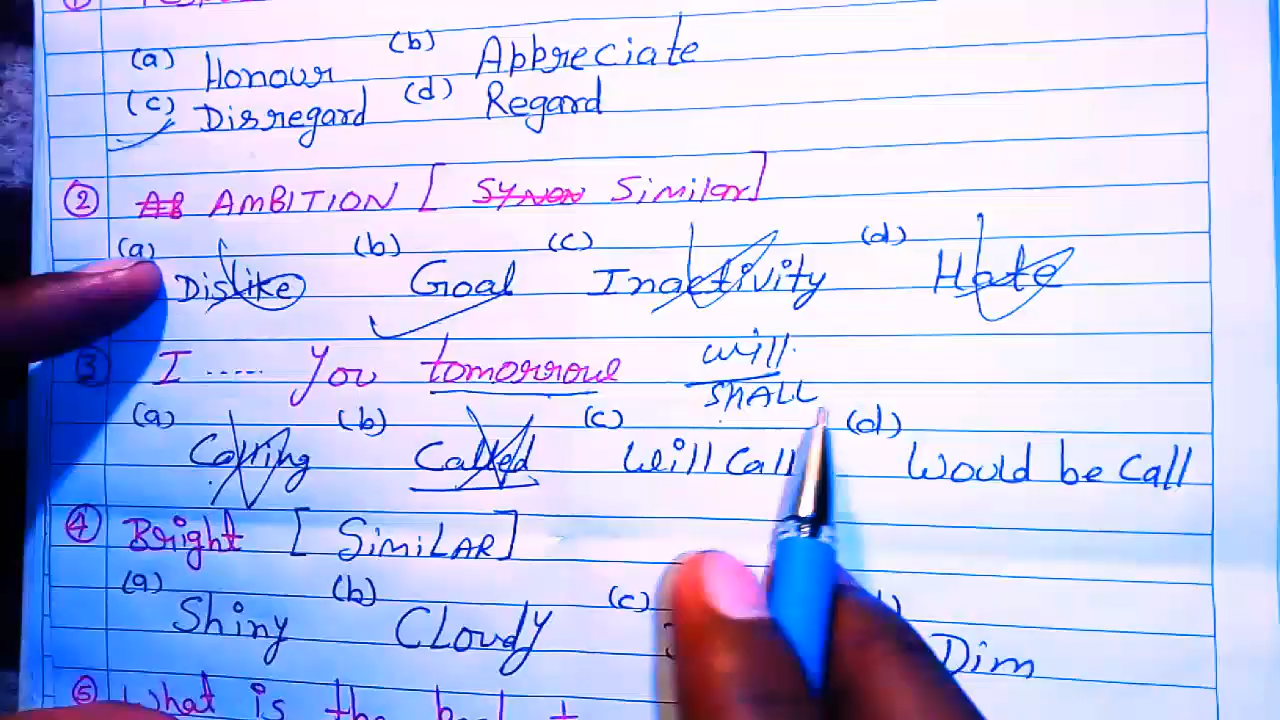 ①
(a) Honour (b) Appreciate
(c) Disregard (d) Regard
② AMBITION [ Similar]
(a) Dislike (b) Goal (c) Inactivity (d) Hate
③ I ..... You tomorrow will
SHALL
(a) Calling (b) Called (c) Will Call (d) Would be Call
④ Bright [ SimiLAR]
(a) Shiny (b) CLoudy (c) Dim
⑤ What is the